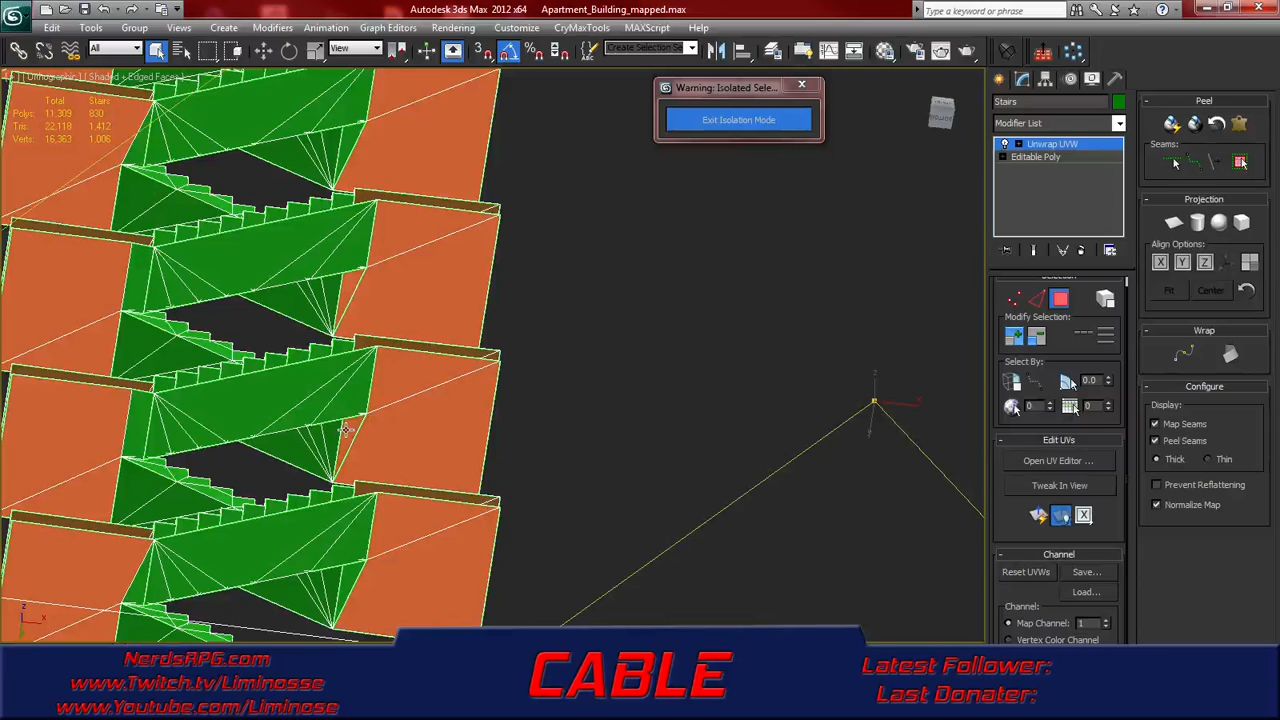 Autodesk 3ds Max 2012 x64 Apartment_Building_mapped.max
Type a keyword or phrase
Edit Tools Group Views Create Modifiers Animation Graph Editors Rendering Customize CryMaxTools MAXScript Help
All View Create Selection Se
Orthographic ] [ Shaded + Edged Faces ]
Total Stairs
Polys: 11,309 830
Tris: 22,118 1,412
Verts: 16,363 1,006
Warning: Isolated Sele...
Exit Isolation Mode
Stairs
Modifier List
Unwrap UVW
Editable Poly
Selection
Modify Selection:
Select By:
0.0
0 0
Edit UVs
Open UV Editor ...
Tweak In View
Channel
Reset UVWs Save...
Load...
Channel:
Map Channel: 1
Vertex Color Channel
Peel
Seams:
Projection
Align Options:
X Y Z
Fit Center
Wrap
Configure
Display:
Map Seams
Peel Seams
Thick Thin
Prevent Reflattening
Normalize Map
NerdsRPG.com
www.Twitch.tv/Liminosse
www.Youtube.com/Liminosse
CABLE
Latest Follower:
Last Donater: